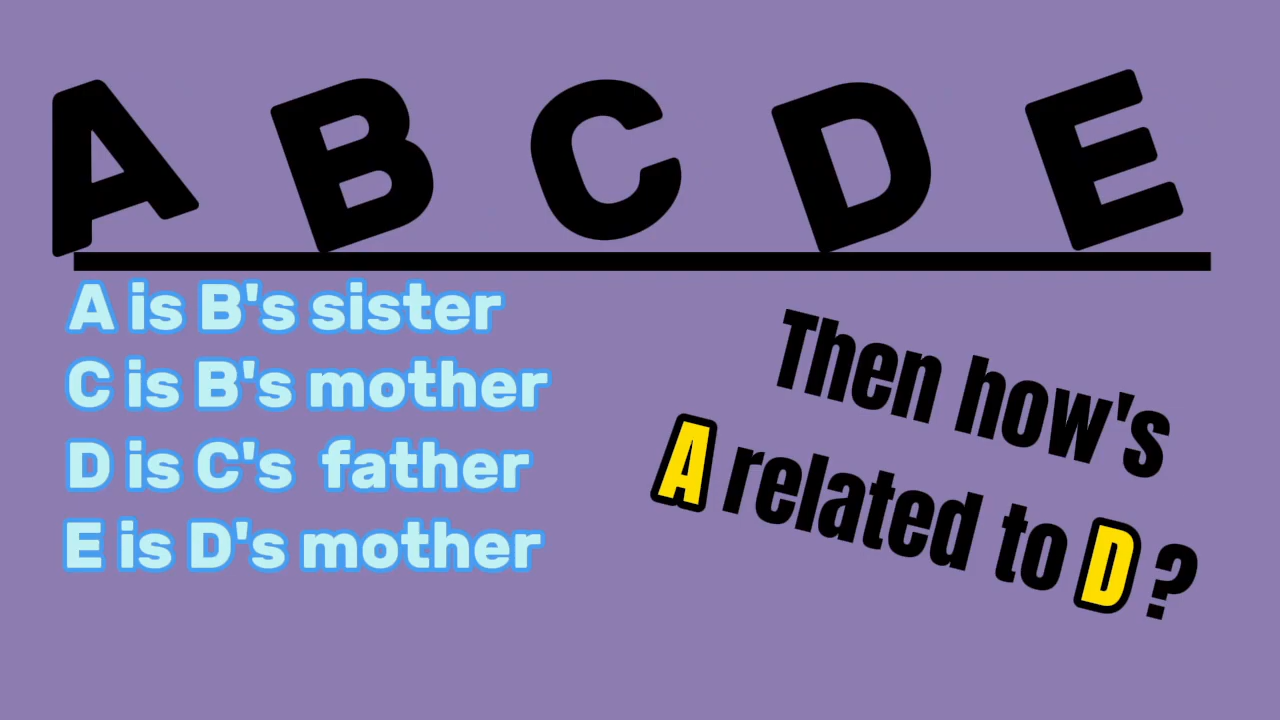 A B C D E
A is B's sister
C is B's mother
D is C's father
E is D's mother
Then how's
A related to D ?